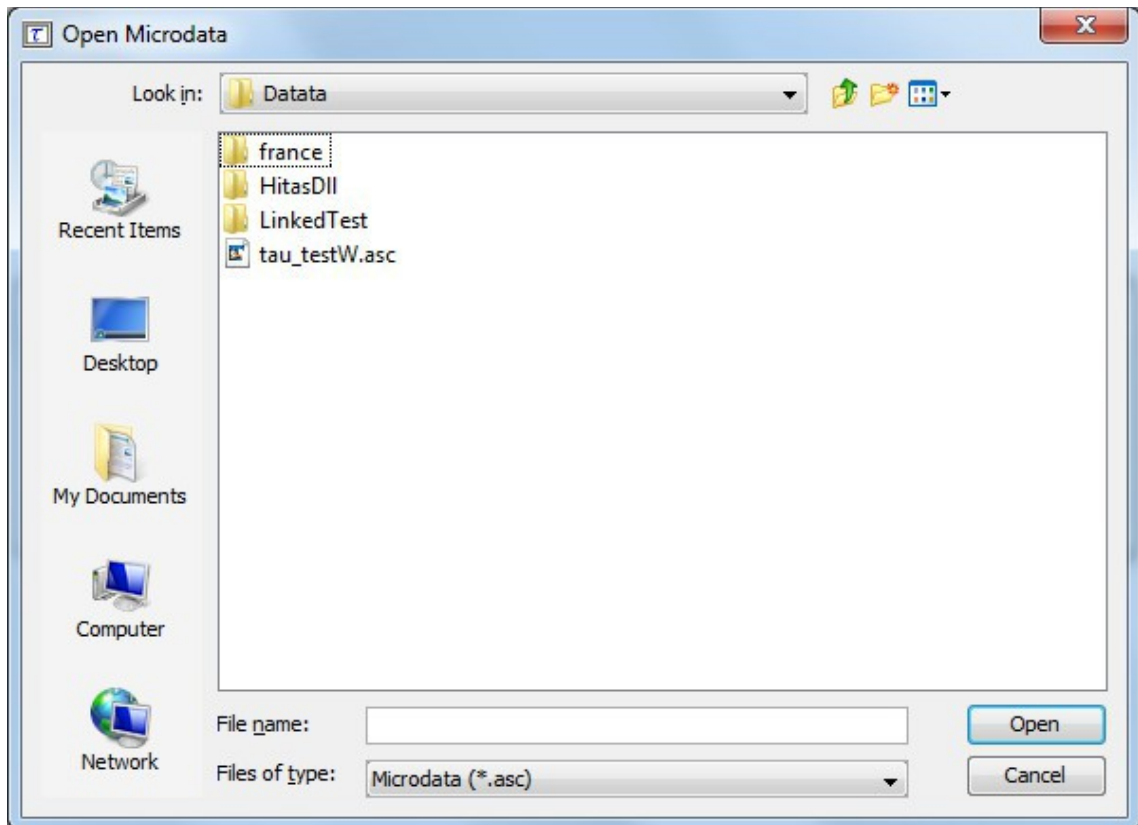 τ Open Microdata
Look in: Datata
france
HitasDll
LinkedTest
tau_testW.asc
Recent Items
Desktop
My Documents
Computer
Network
File name:
Open
Files of type: Microdata (*.asc)
Cancel